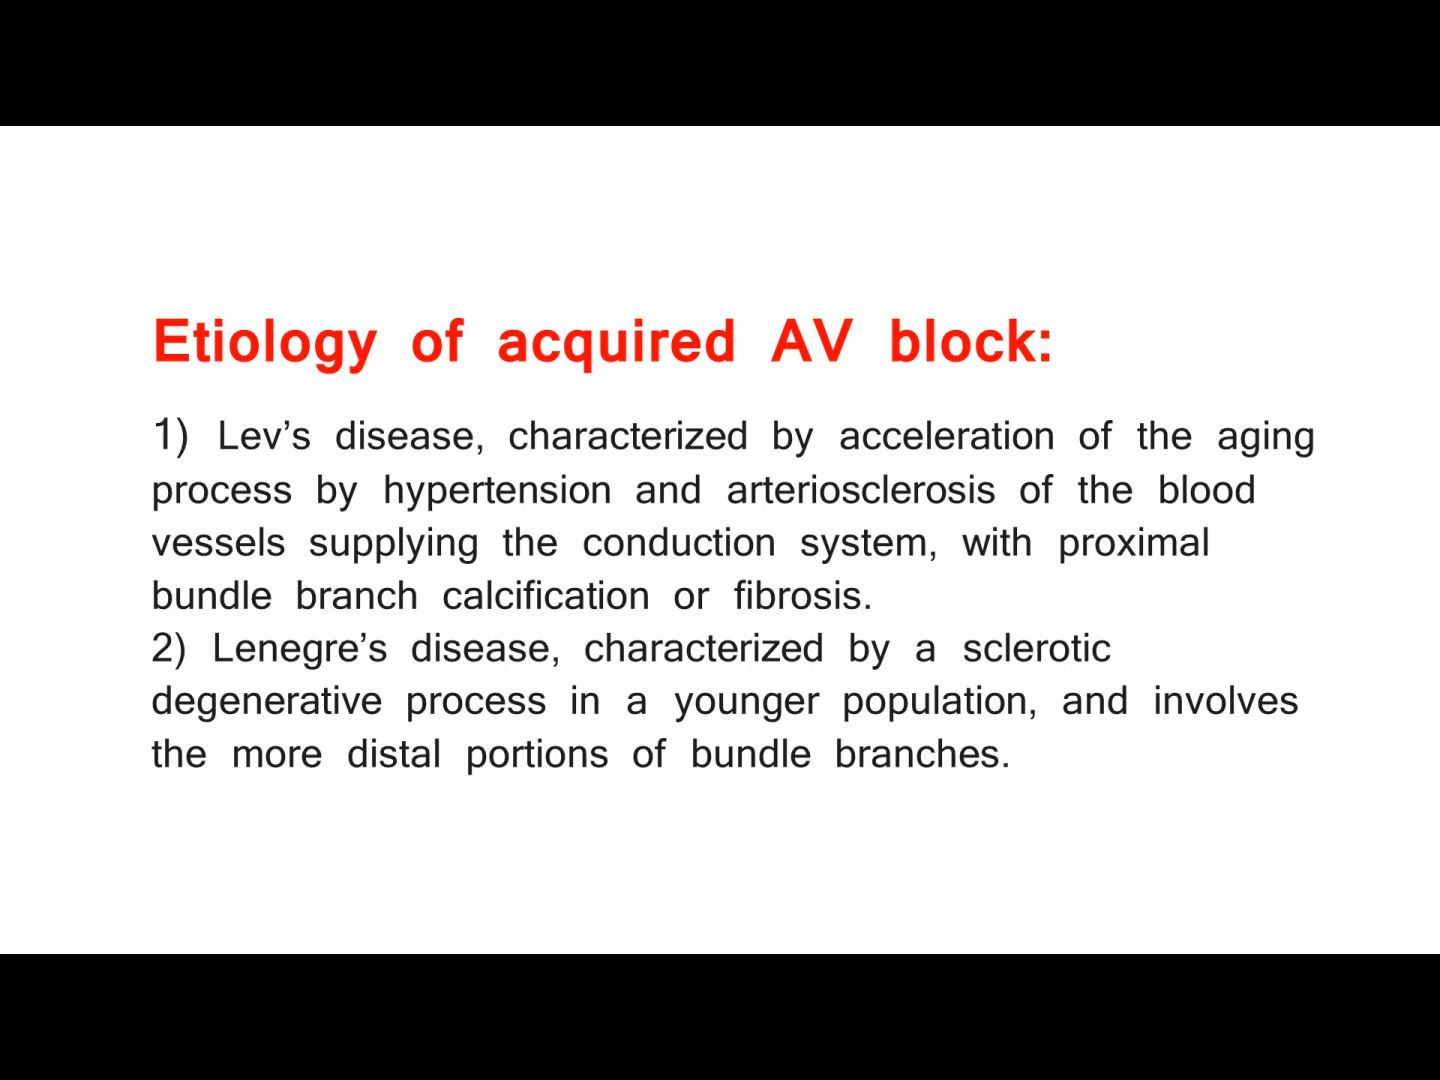 Etiology of acquired AV block:
1) Lev’s disease, characterized by acceleration of the aging
process by hypertension and arteriosclerosis of the blood
vessels supplying the conduction system, with proximal
bundle branch calcification or fibrosis.
2) Lenegre’s disease, characterized by a sclerotic
degenerative process in a younger population, and involves
the more distal portions of bundle branches.